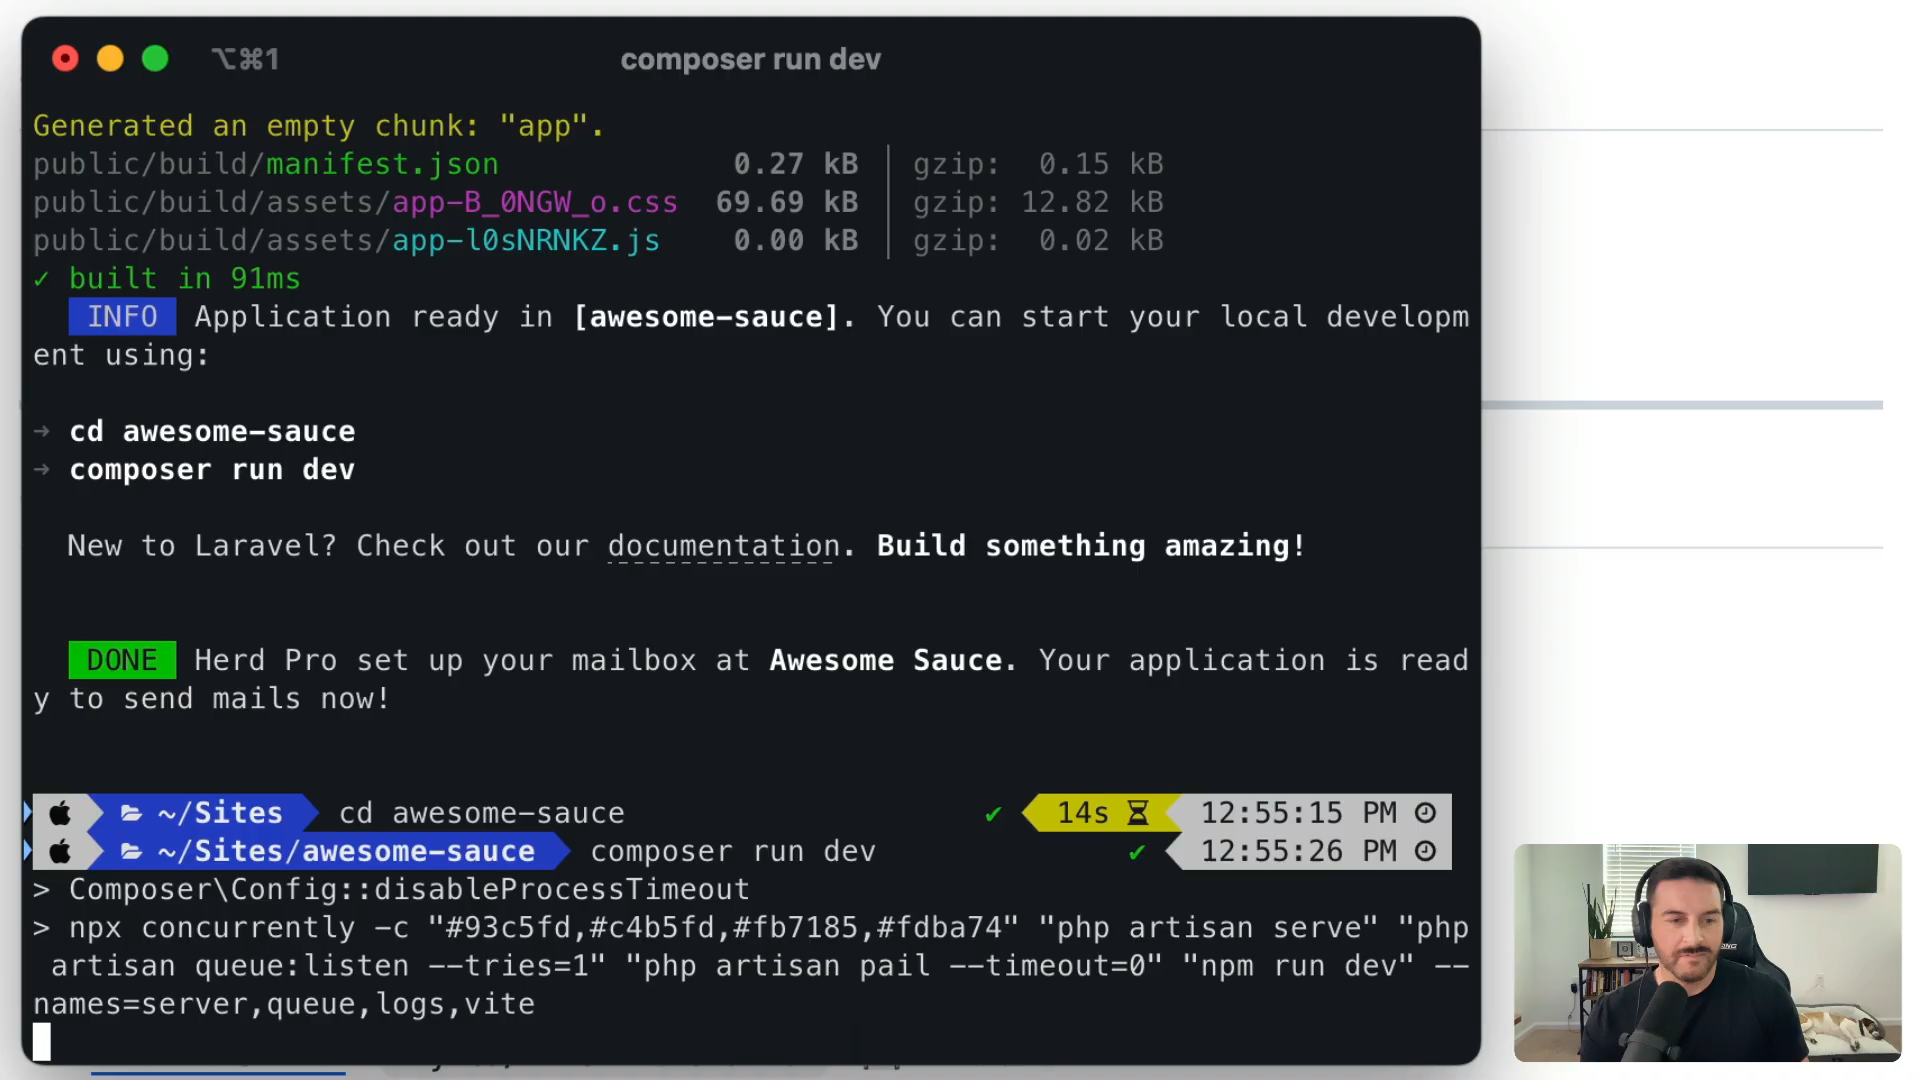 ⌥⌘1 composer run dev
Generated an empty chunk: "app".
public/build/manifest.json 0.27 kB │ gzip: 0.15 kB
public/build/assets/app-B_0NGW_o.css 69.69 kB │ gzip: 12.82 kB
public/build/assets/app-l0sNRNKZ.js 0.00 kB │ gzip: 0.02 kB
✓ built in 91ms
INFO Application ready in [awesome-sauce]. You can start your local developm
ent using:
→ cd awesome-sauce
→ composer run dev
New to Laravel? Check out our documentation. Build something amazing!
DONE Herd Pro set up your mailbox at Awesome Sauce. Your application is read
y to send mails now!
~/Sites cd awesome-sauce ✔ 14s 12:55:15 PM
~/Sites/awesome-sauce composer run dev ✔ 12:55:26 PM
> Composer\Config::disableProcessTimeout
> npx concurrently -c "#93c5fd,#c4b5fd,#fb7185,#fdba74" "php artisan serve" "php
artisan queue:listen --tries=1" "php artisan pail --timeout=0" "npm run dev" --
names=server,queue,logs,vite